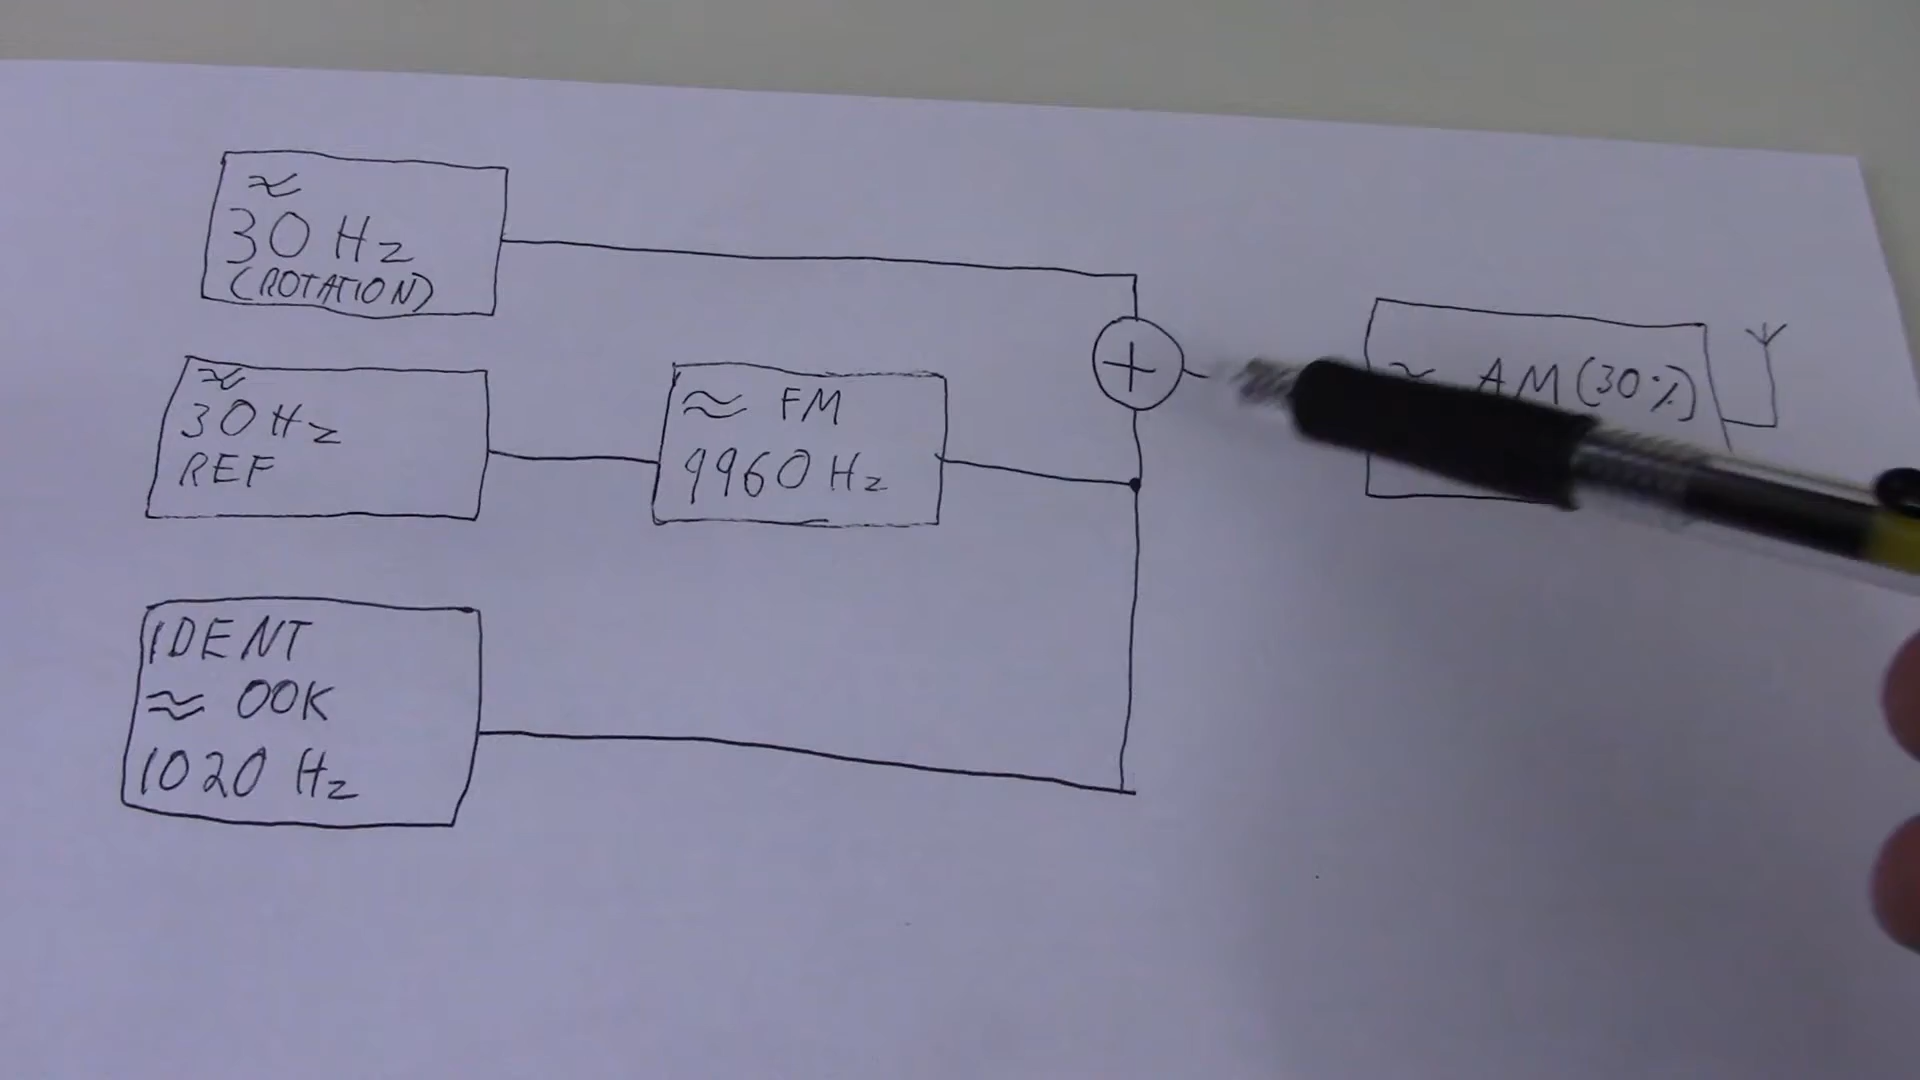 ≈
30 Hz
(ROTATION)
≈
30 Hz
REF
≈ FM
9960 Hz
+
≈ AM (30%)
IDENT
≈ OOK
1020 Hz